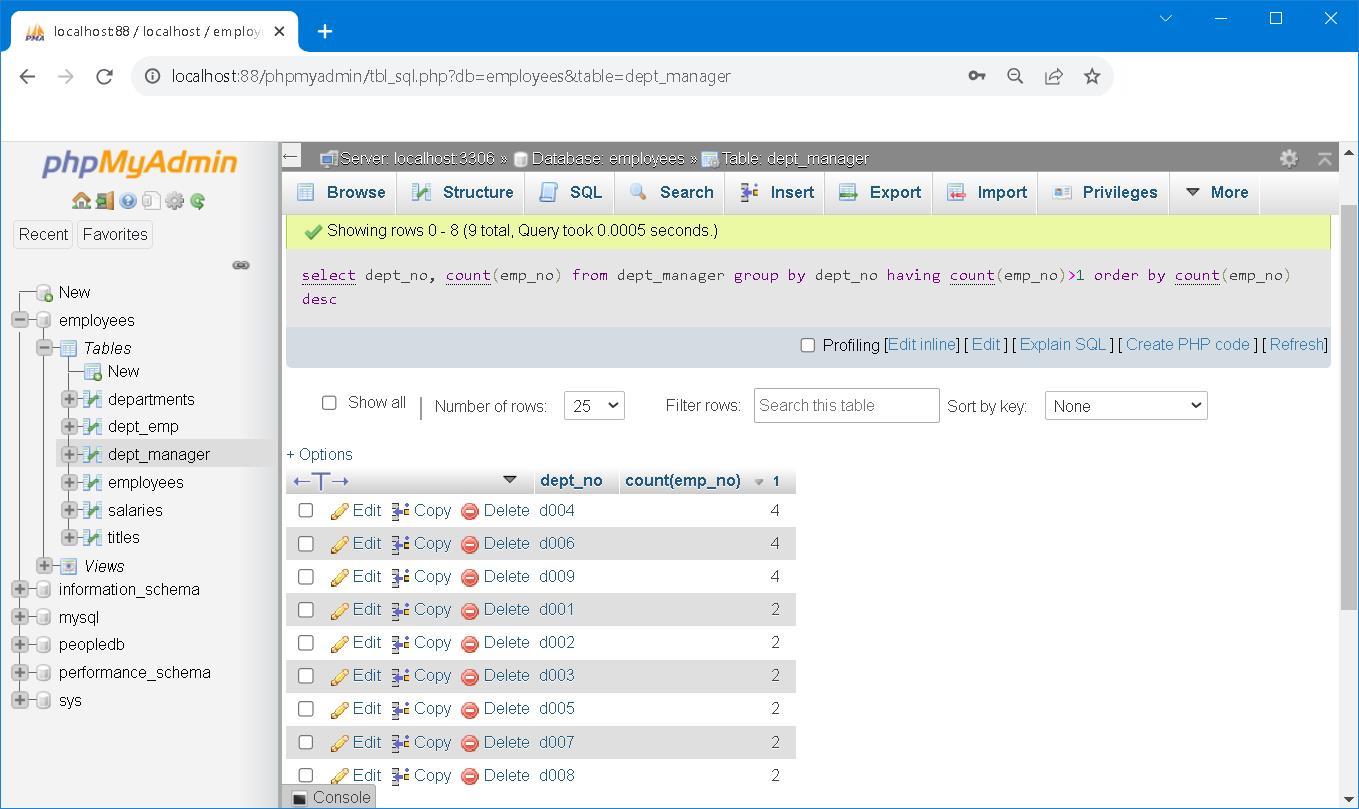 localhost:88 / localhost / employ
localhost:88/phpmyadmin/tbl_sql.php?db=employees&table=dept_manager
phpMyAdmin
Recent Favorites
New
employees
Tables
New
departments
dept_emp
dept_manager
employees
salaries
titles
Views
information_schema
mysql
peopledb
performance_schema
sys
Server: localhost:3306 » Database: employees » Table: dept_manager
Browse Structure SQL Search Insert Export Import Privileges More
Showing rows 0 - 8 (9 total, Query took 0.0005 seconds.)
select dept_no, count(emp_no) from dept_manager group by dept_no having count(emp_no)>1 order by count(emp_no)
desc
Profiling [Edit inline] [ Edit ] [ Explain SQL ] [ Create PHP code ] [ Refresh]
Show all | Number of rows: 25 Filter rows: Search this table Sort by key: None
+ Options
←T→ dept_no count(emp_no) 1
Edit Copy Delete d004 4
Edit Copy Delete d006 4
Edit Copy Delete d009 4
Edit Copy Delete d001 2
Edit Copy Delete d002 2
Edit Copy Delete d003 2
Edit Copy Delete d005 2
Edit Copy Delete d007 2
Edit Copy Delete d008 2
Console